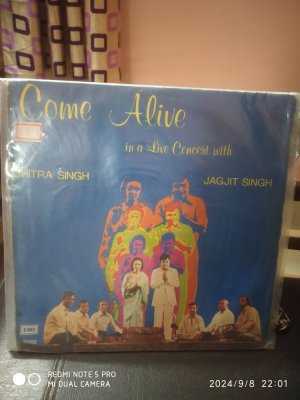 Come Alive
in a Live Concert with
CHITRA SINGH
JAGJIT SINGH
EMI
REDMI NOTE 5 PRO
MI DUAL CAMERA
2024/9/8 22:01